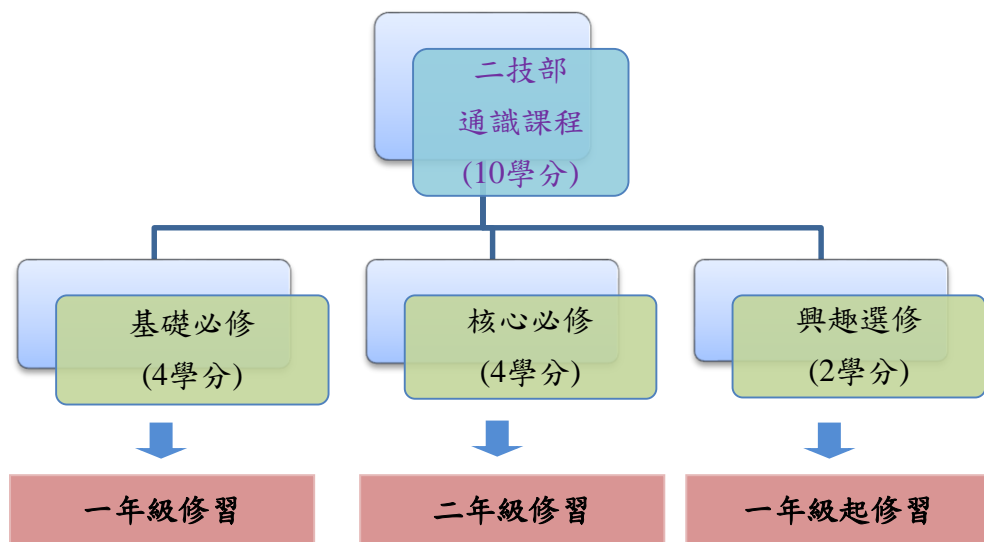 二技部
通識課程
(10學分)
基礎必修
(4學分)
核心必修
(4學分)
興趣選修
(2學分)
一年級修習
二年級修習
一年級起修習